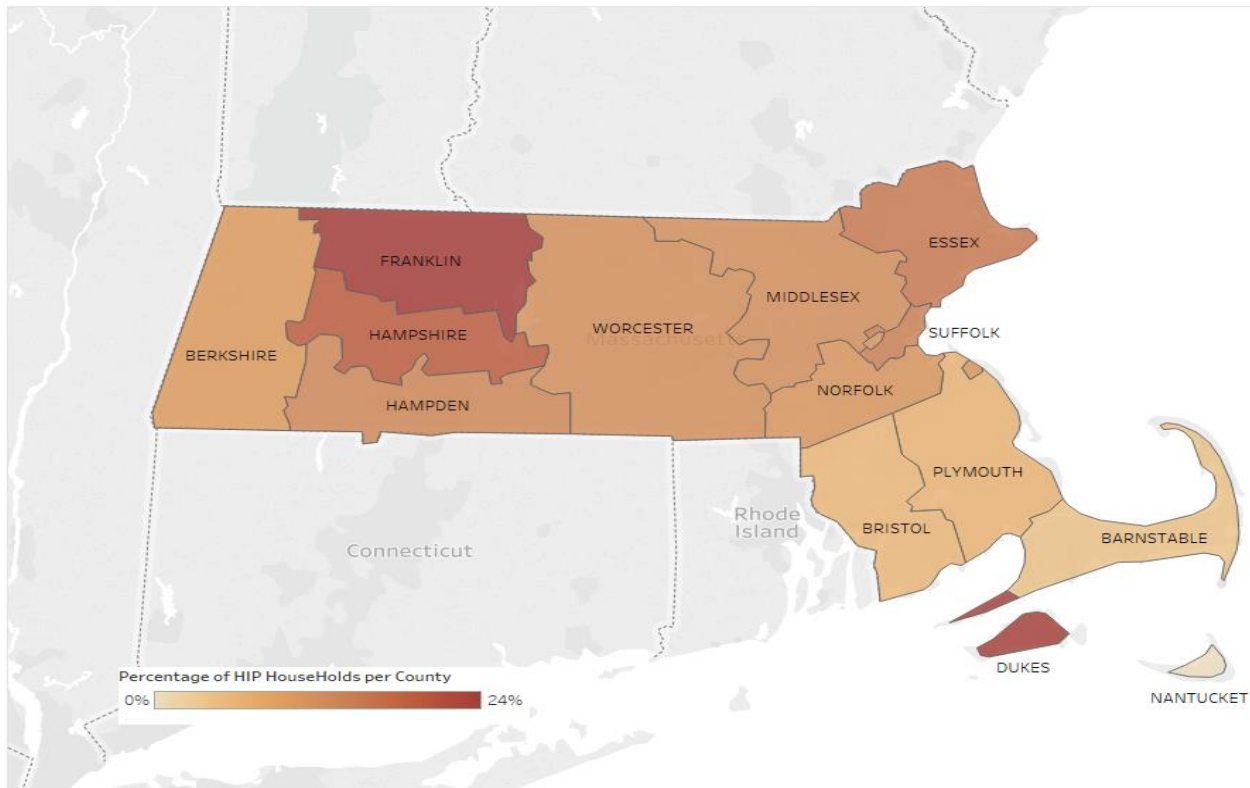 ESSEX
FRANKLIN
MIDDLESEX
HAMPSHIRE
WORCESTER
SUFFOLK
Massachusett
BERKSHIRE
NORFOLK
HAMPDEN
PLYMOUTH
Rhode
Island
BRISTOL
BARNSTABLE
Connecticut
DUKES
Percentage of HIP HouseHolds per County
0% 24%
NANTUCKET